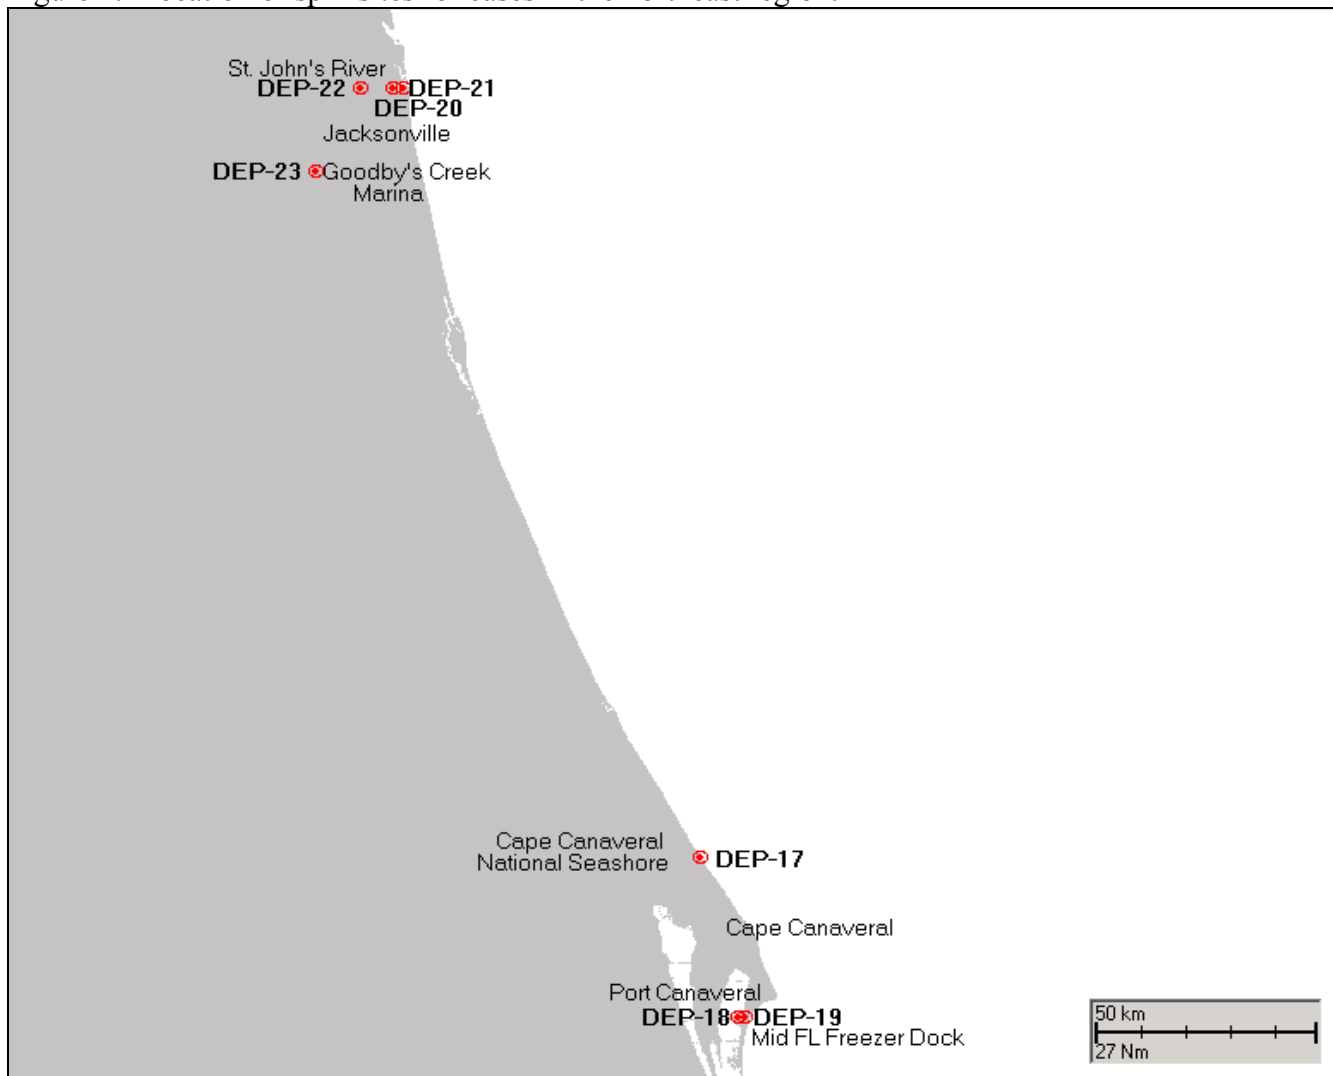 St. John's River
DEP-22
DEP-21
DEP-20
Jacksonville
DEP-23
Goodby's Creek
Marina
Cape Canaveral
National Seashore
DEP-17
Cape Canaveral
Port Canaveral
DEP-18
DEP-19
Mid FL Freezer Dock
50 km
27 Nm